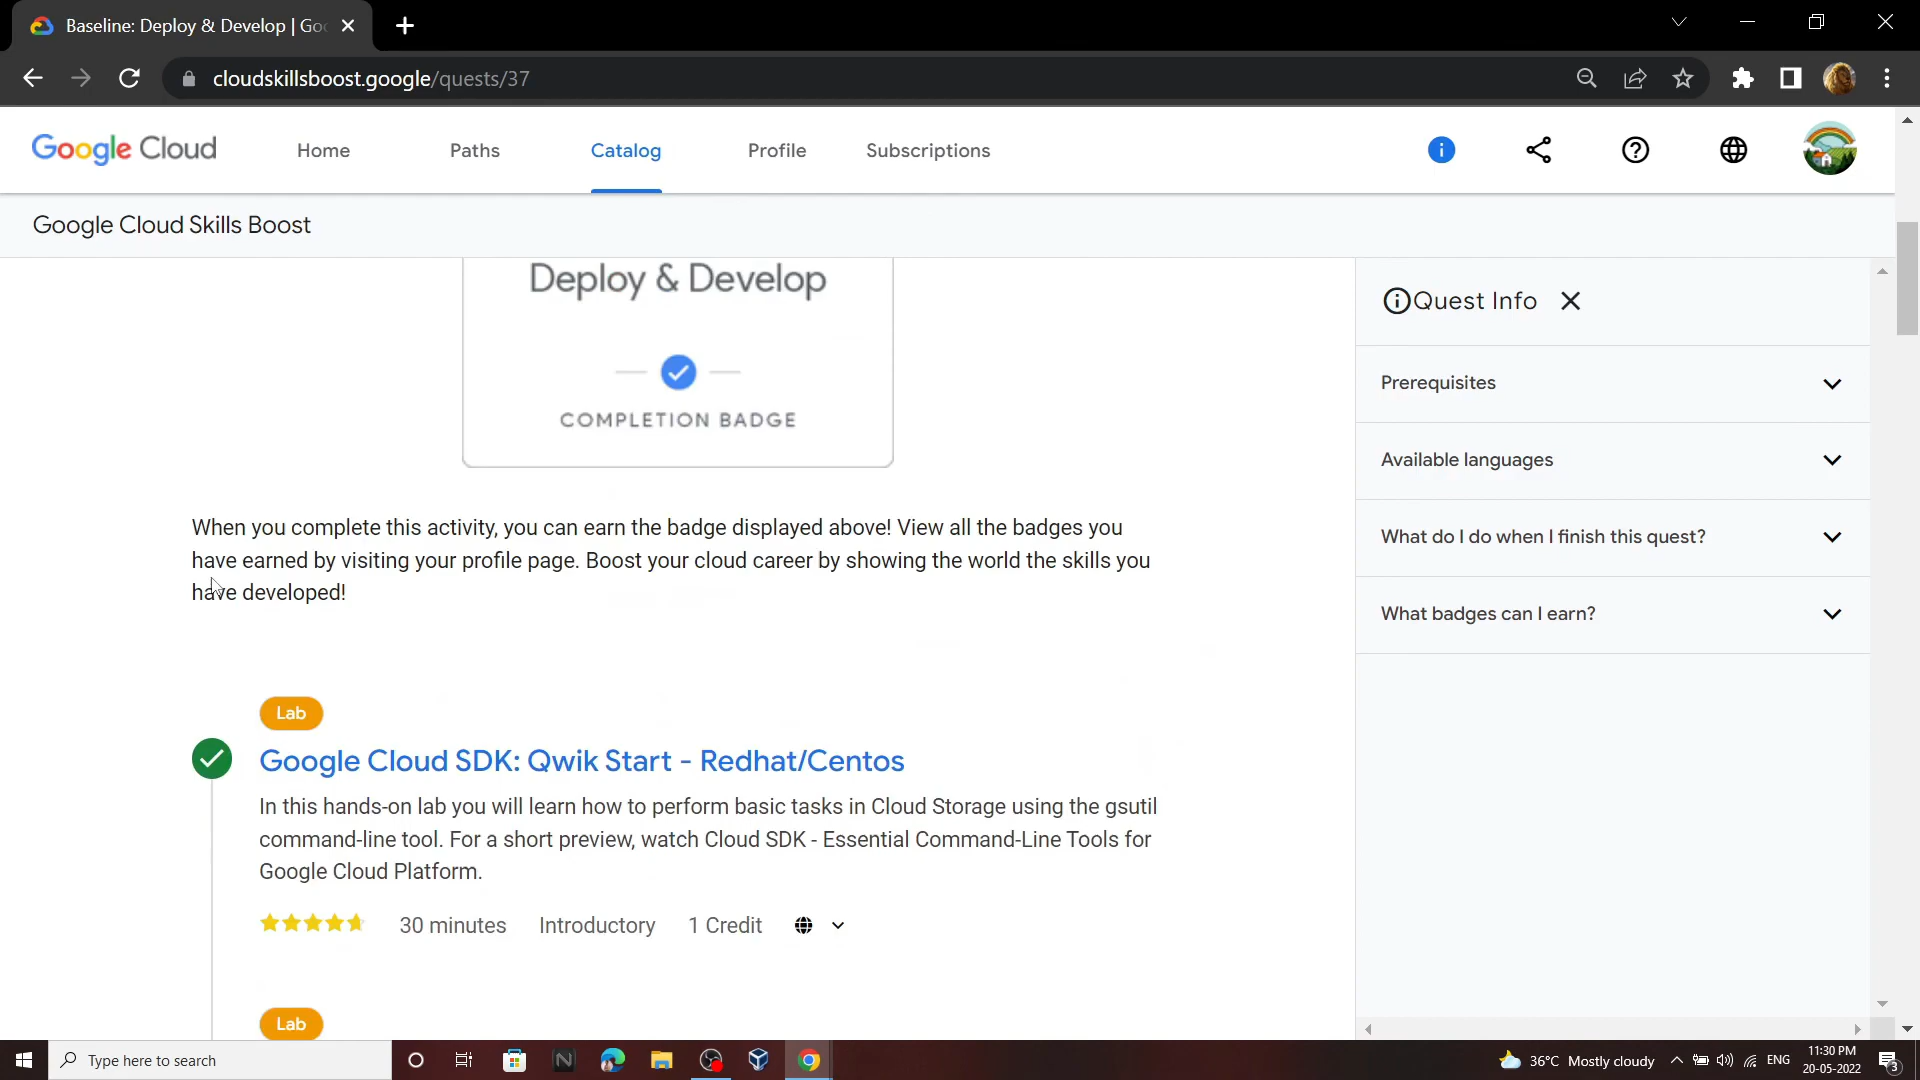 Baseline: Deploy & Develop | Goo
cloudskillsboost.google/quests/37
Google Cloud
Home
Paths
Catalog
Profile
Subscriptions
Google Cloud Skills Boost
Deploy & Develop
COMPLETION BADGE
When you complete this activity, you can earn the badge displayed above! View all the badges you
have earned by visiting your profile page. Boost your cloud career by showing the world the skills you
have developed!
Lab
Google Cloud SDK: Qwik Start - Redhat/Centos
In this hands-on lab you will learn how to perform basic tasks in Cloud Storage using the gsutil
command-line tool. For a short preview, watch Cloud SDK - Essential Command-Line Tools for
Google Cloud Platform.
30 minutes
Introductory
1 Credit
Lab
Quest Info
Prerequisites
Available languages
What do I do when I finish this quest?
What badges can I earn?
Type here to search
36°C Mostly cloudy
ENG
11:30 PM
20-05-2022
3